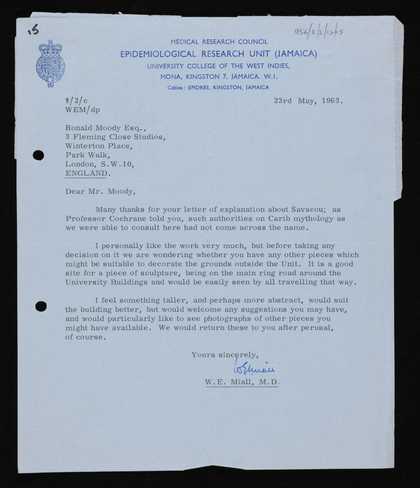 MEDICAL RESEARCH COUNCIL
EPIDEMIOLOGICAL RESEARCH UNIT (JAMAICA)
UNIVERSITY COLLEGE OF THE WEST INDIES,
MONA, KINGSTON 7, JAMAICA. W.I.
Cables: EPIDRES, KINGSTON, JAMAICA
23rd May, 1963.
WEM/dp
Ronald Moody Esq.,
3 Fleming Close Studios,
Winterton Place,
Park Walk,
London, S.W.10,
ENGLAND.
Dear Mr. Moody,
Many thanks for your letter of explanation about Savacou; as
Professor Cochrane told you, such authorities on Carib mythology as
we were able to consult here had not come across the name.
I personally like the work very much, but before taking any
decision on it we are wondering whether you have any other pieces which
might be suitable to decorate the grounds outside the Unit. It is a good
site for a piece of sculpture, being on the main ring road around the
University Buildings and would be easily seen by all travelling that way.
I feel something taller, and perhaps more abstract, would suit
the building better, but would welcome any suggestions you may have,
and would particularly like to see photographs of other pieces you
might have available. We would return these to you after perusal,
of course.
Yours sincerely,
W.E. Miall, M.D.